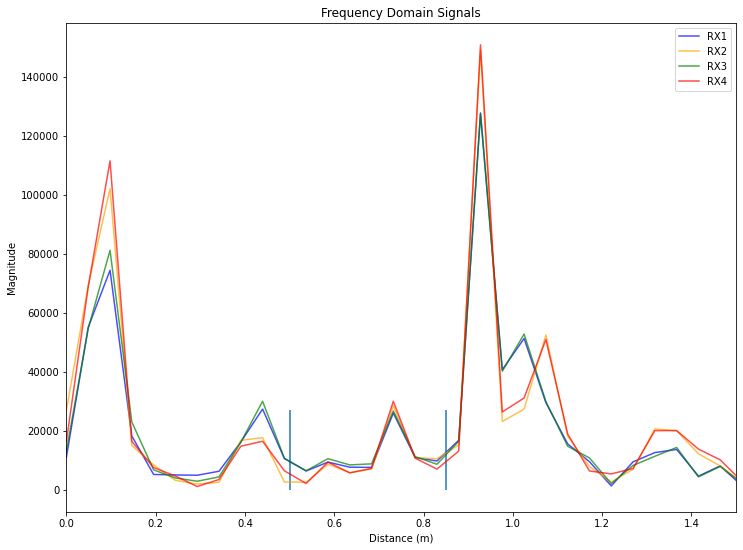 Frequency Domain Signals
RX1
RX2
RX3
RX4
Magnitude
140000
120000
100000
80000
60000
40000
20000
0
0.0 0.2 0.4 0.6 0.8 1.0 1.2 1.4
Distance (m)